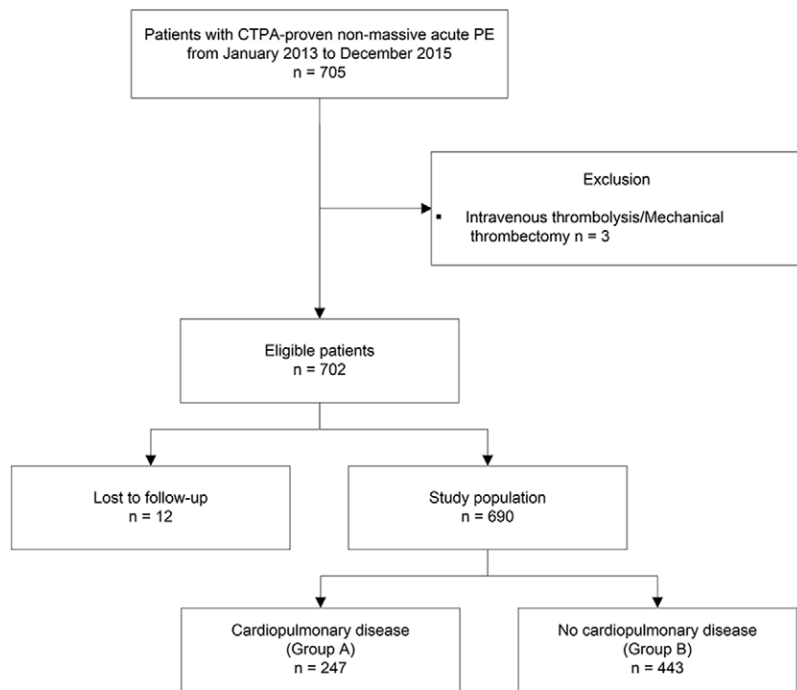 Patients with CTPA-proven non-massive acute PE
from January 2013 to December 2015
n = 705
Exclusion
▪ Intravenous thrombolysis/Mechanical
thrombectomy n = 3
Eligible patients
n = 702
Lost to follow-up
n = 12
Study population
n = 690
Cardiopulmonary disease
(Group A)
n = 247
No cardiopulmonary disease
(Group B)
n = 443